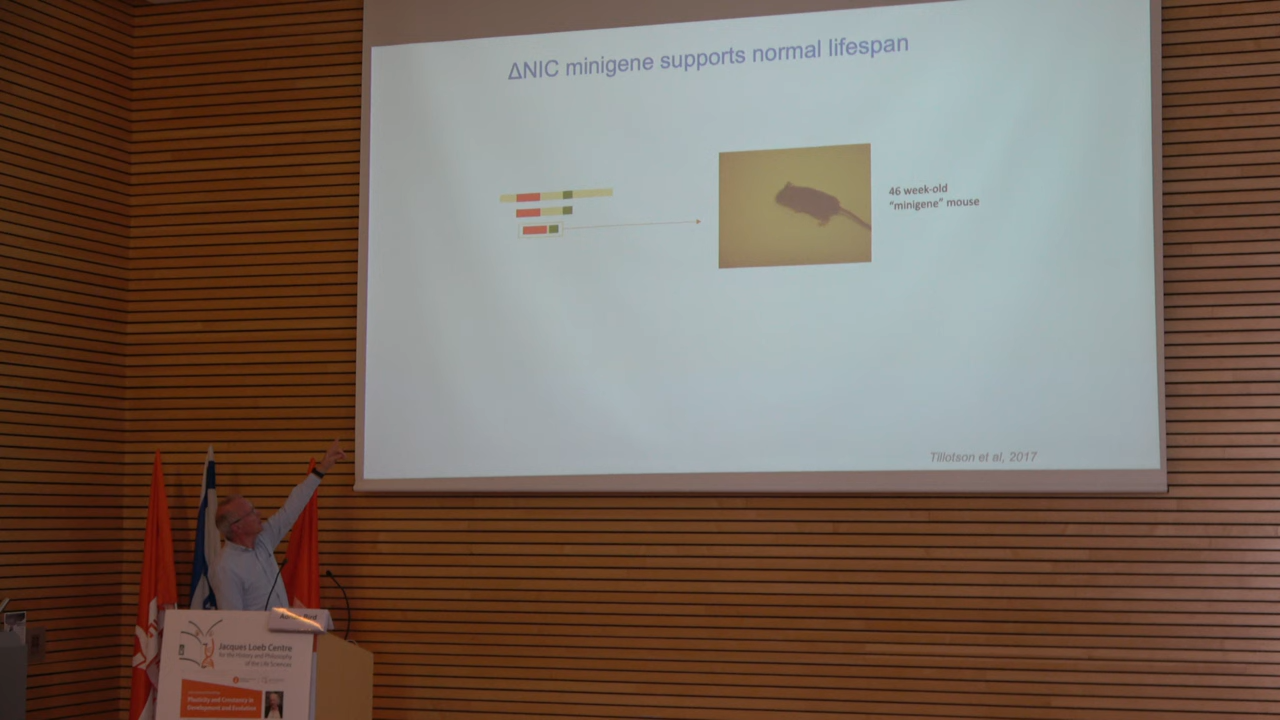 ΔNIC minigene supports normal lifespan
46 week-old
“minigene” mouse
Tillotson et al, 2017
Jacques Loeb Centre
for the History and Philosophy
of the Life Sciences
Plasticity and Constancy in
Development and Evolution